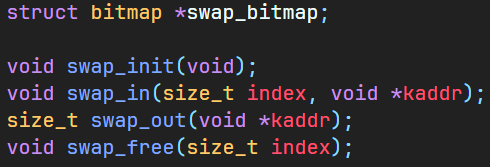 struct bitmap *swap_bitmap;
void swap_init(void);
void swap_in(size_t index, void *kaddr);
size_t swap_out(void *kaddr);
void swap_free(size_t index);